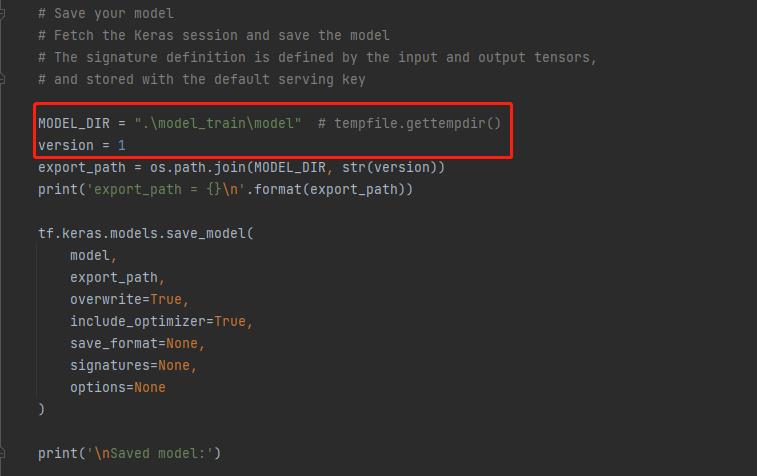 # Save your model
# Fetch the Keras session and save the model
# The signature definition is defined by the input and output tensors,
# and stored with the default serving key
MODEL_DIR = ".\model_train\model"  # tempfile.gettempdir()
version = 1
export_path = os.path.join(MODEL_DIR, str(version))
print('export_path = {}\n'.format(export_path))
tf.keras.models.save_model(
    model,
    export_path,
    overwrite=True,
    include_optimizer=True,
    save_format=None,
    signatures=None,
    options=None
)
print('\nSaved model:')